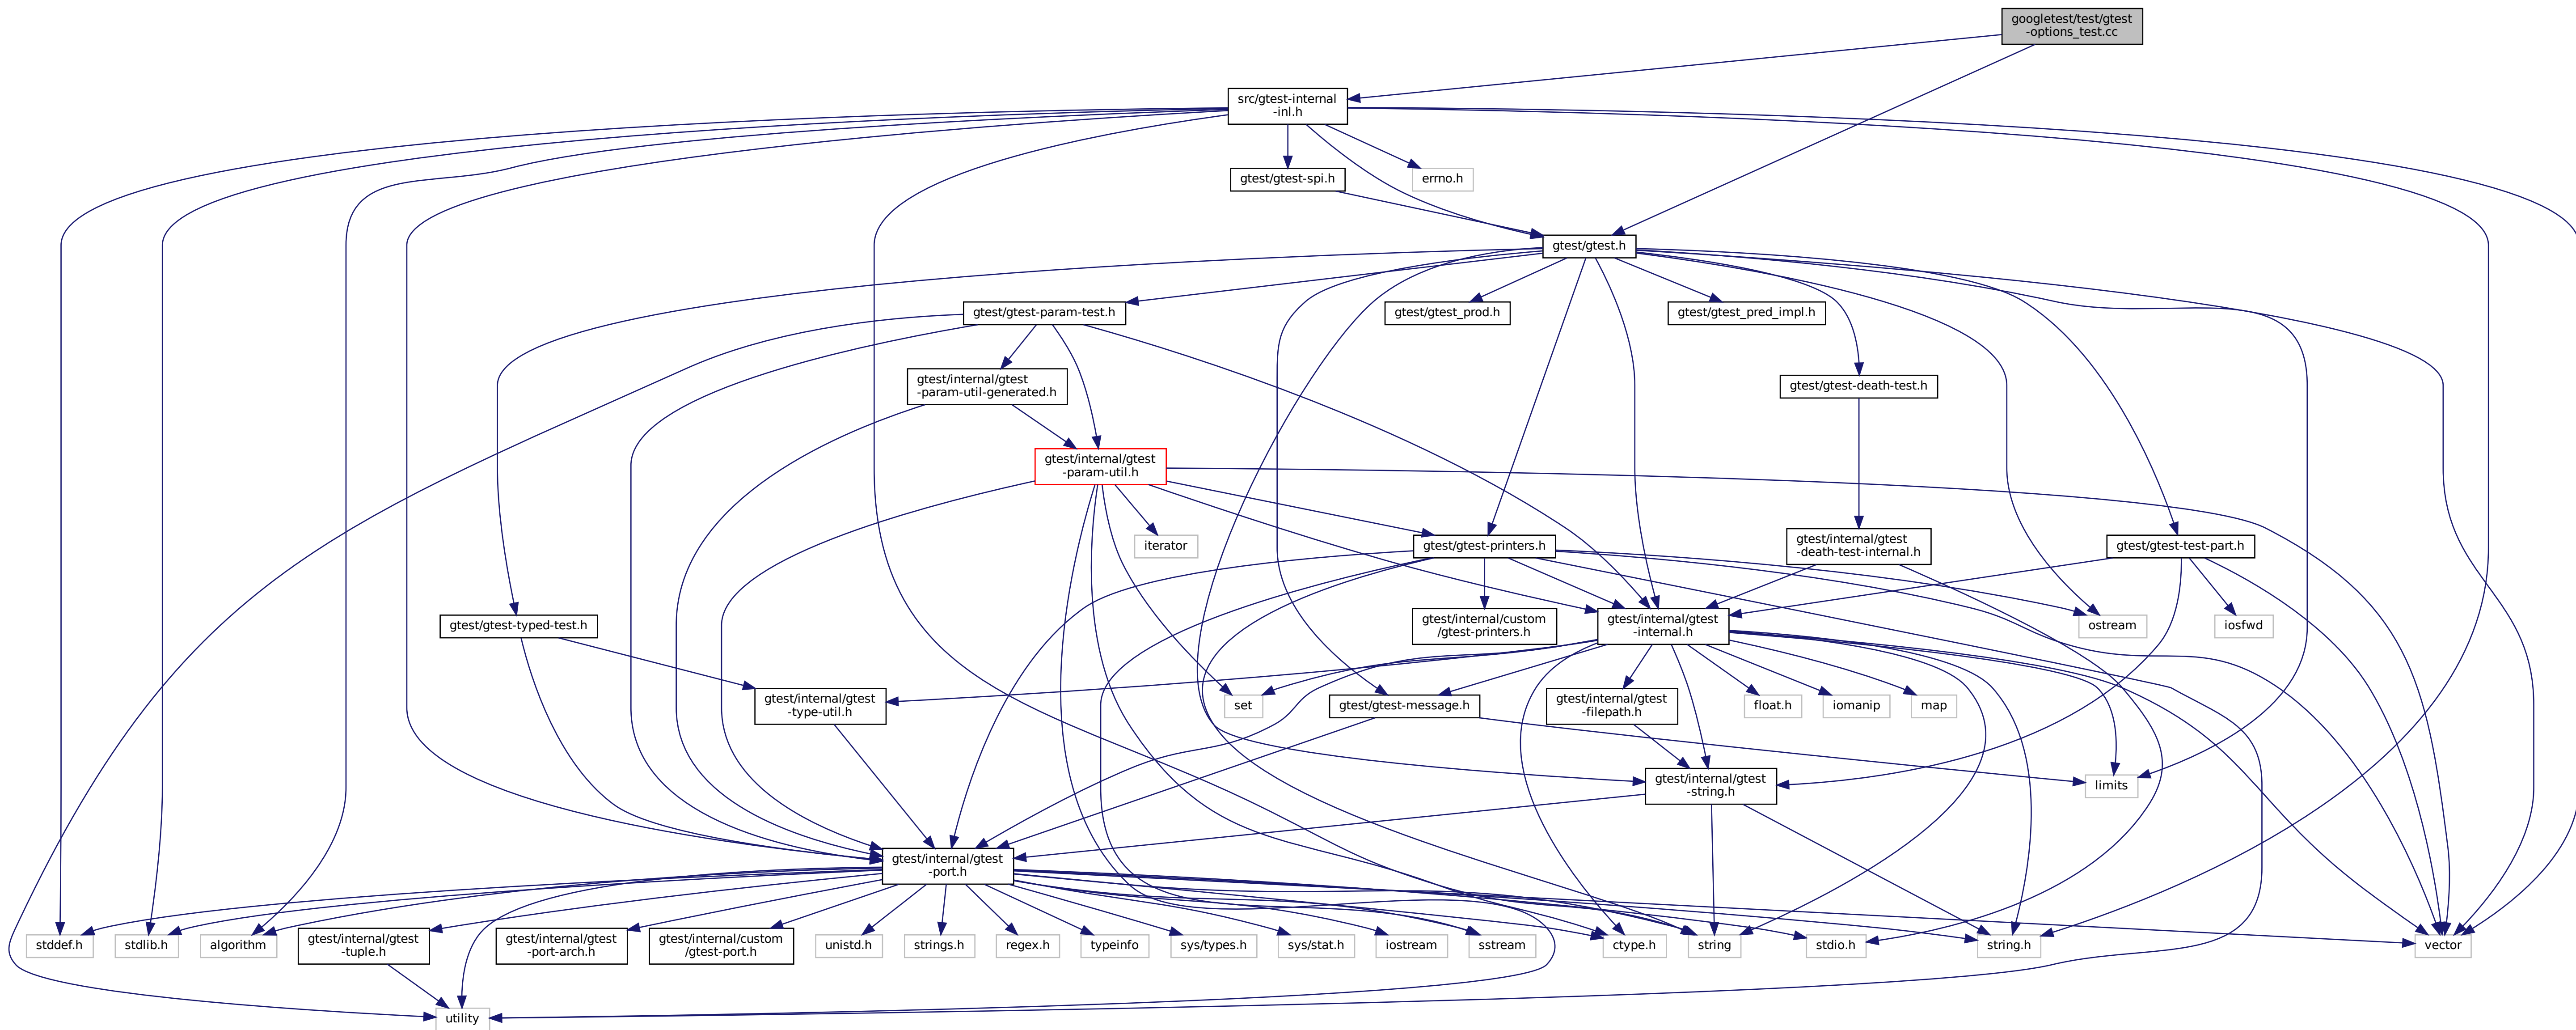 googletest/test/gtest
-options_test.cc
src/gtest-internal
-inl.h
gtest/gtest-spi.h
errno.h
gtest/gtest.h
gtest/gtest-param-test.h
gtest/gtest_prod.h
gtest/gtest_pred_impl.h
gtest/internal/gtest
-param-util-generated.h
gtest/gtest-death-test.h
gtest/internal/gtest
-param-util.h
iterator
gtest/gtest-printers.h
gtest/internal/gtest
-death-test-internal.h
gtest/gtest-test-part.h
gtest/gtest-typed-test.h
gtest/internal/custom
/gtest-printers.h
gtest/internal/gtest
-internal.h
ostream
iosfwd
gtest/internal/gtest
-type-util.h
set
gtest/gtest-message.h
gtest/internal/gtest
-filepath.h
float.h
iomanip
map
gtest/internal/gtest
-string.h
limits
gtest/internal/gtest
-port.h
stddef.h
stdlib.h
algorithm
gtest/internal/gtest
-tuple.h
gtest/internal/gtest
-port-arch.h
gtest/internal/custom
/gtest-port.h
unistd.h
strings.h
regex.h
typeinfo
sys/types.h
sys/stat.h
iostream
sstream
ctype.h
string
stdio.h
string.h
vector
utility